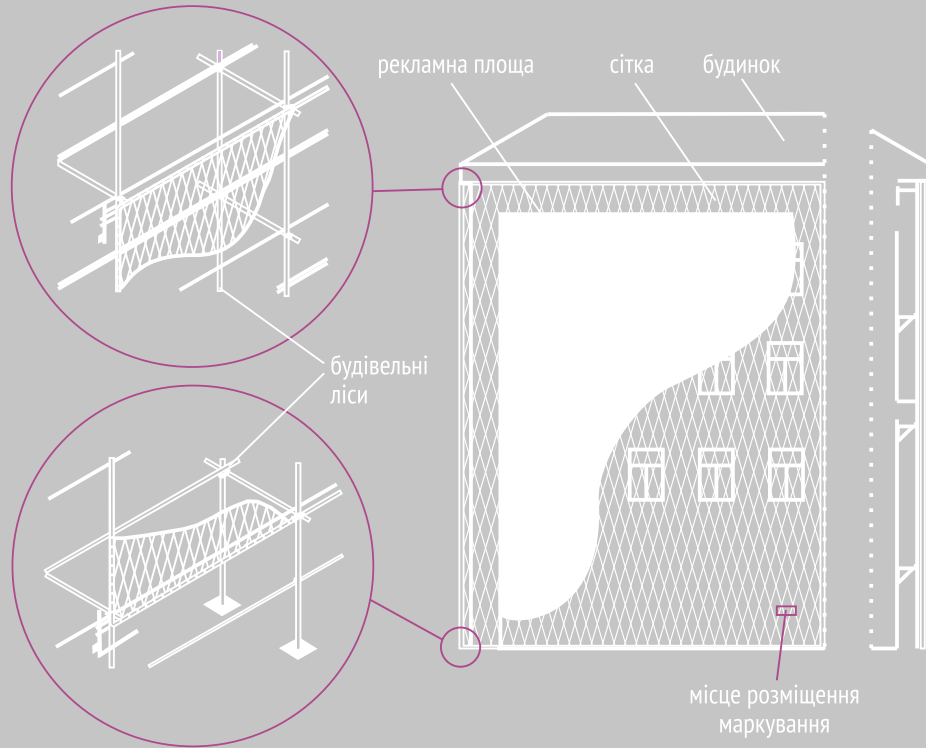 рекламна площа
сітка
будинок
будівельні
ліси
місце розміщення
маркування